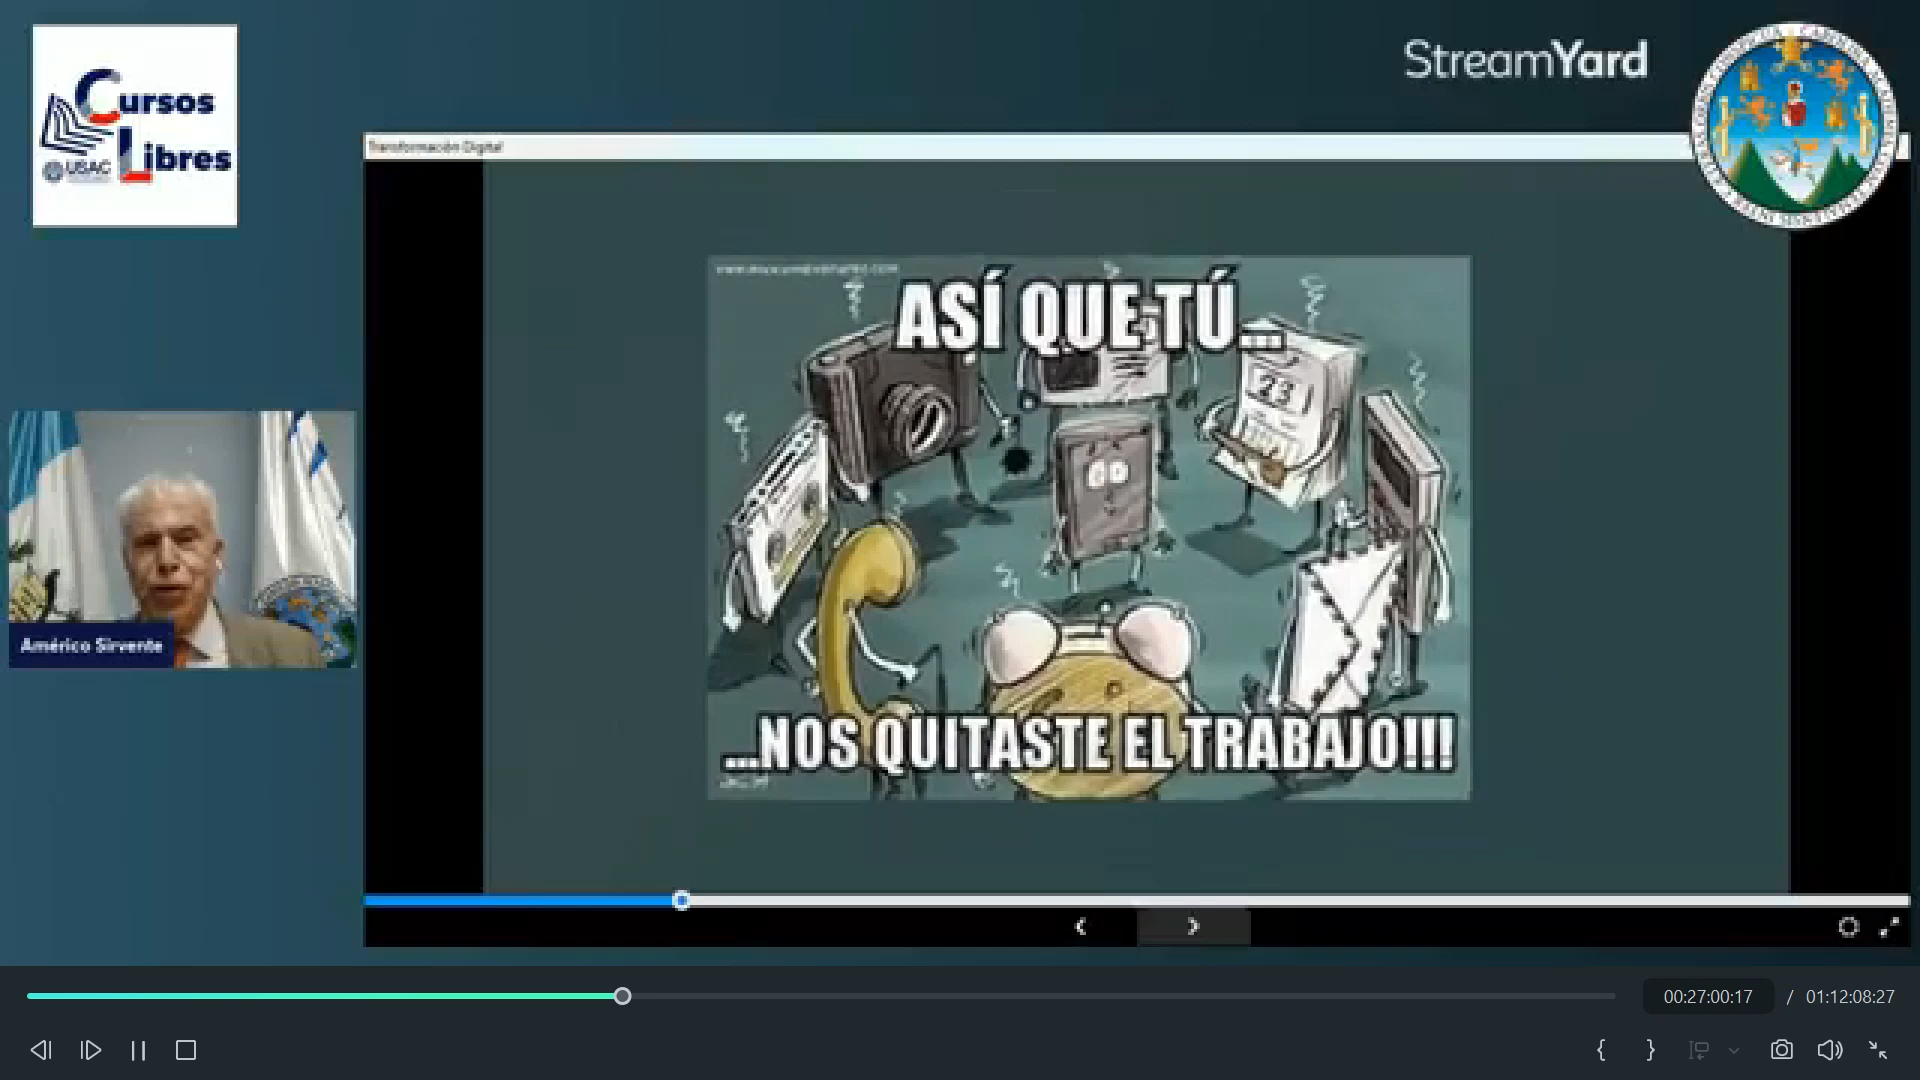 Cursos
Libres
USAC
StreamYard
Transformación Digital
ASÍ QUE TÚ...
23
...NOS QUITASTE EL TRABAJO!!!
Américo Sirvente
00:27:00:17 / 01:12:08:27